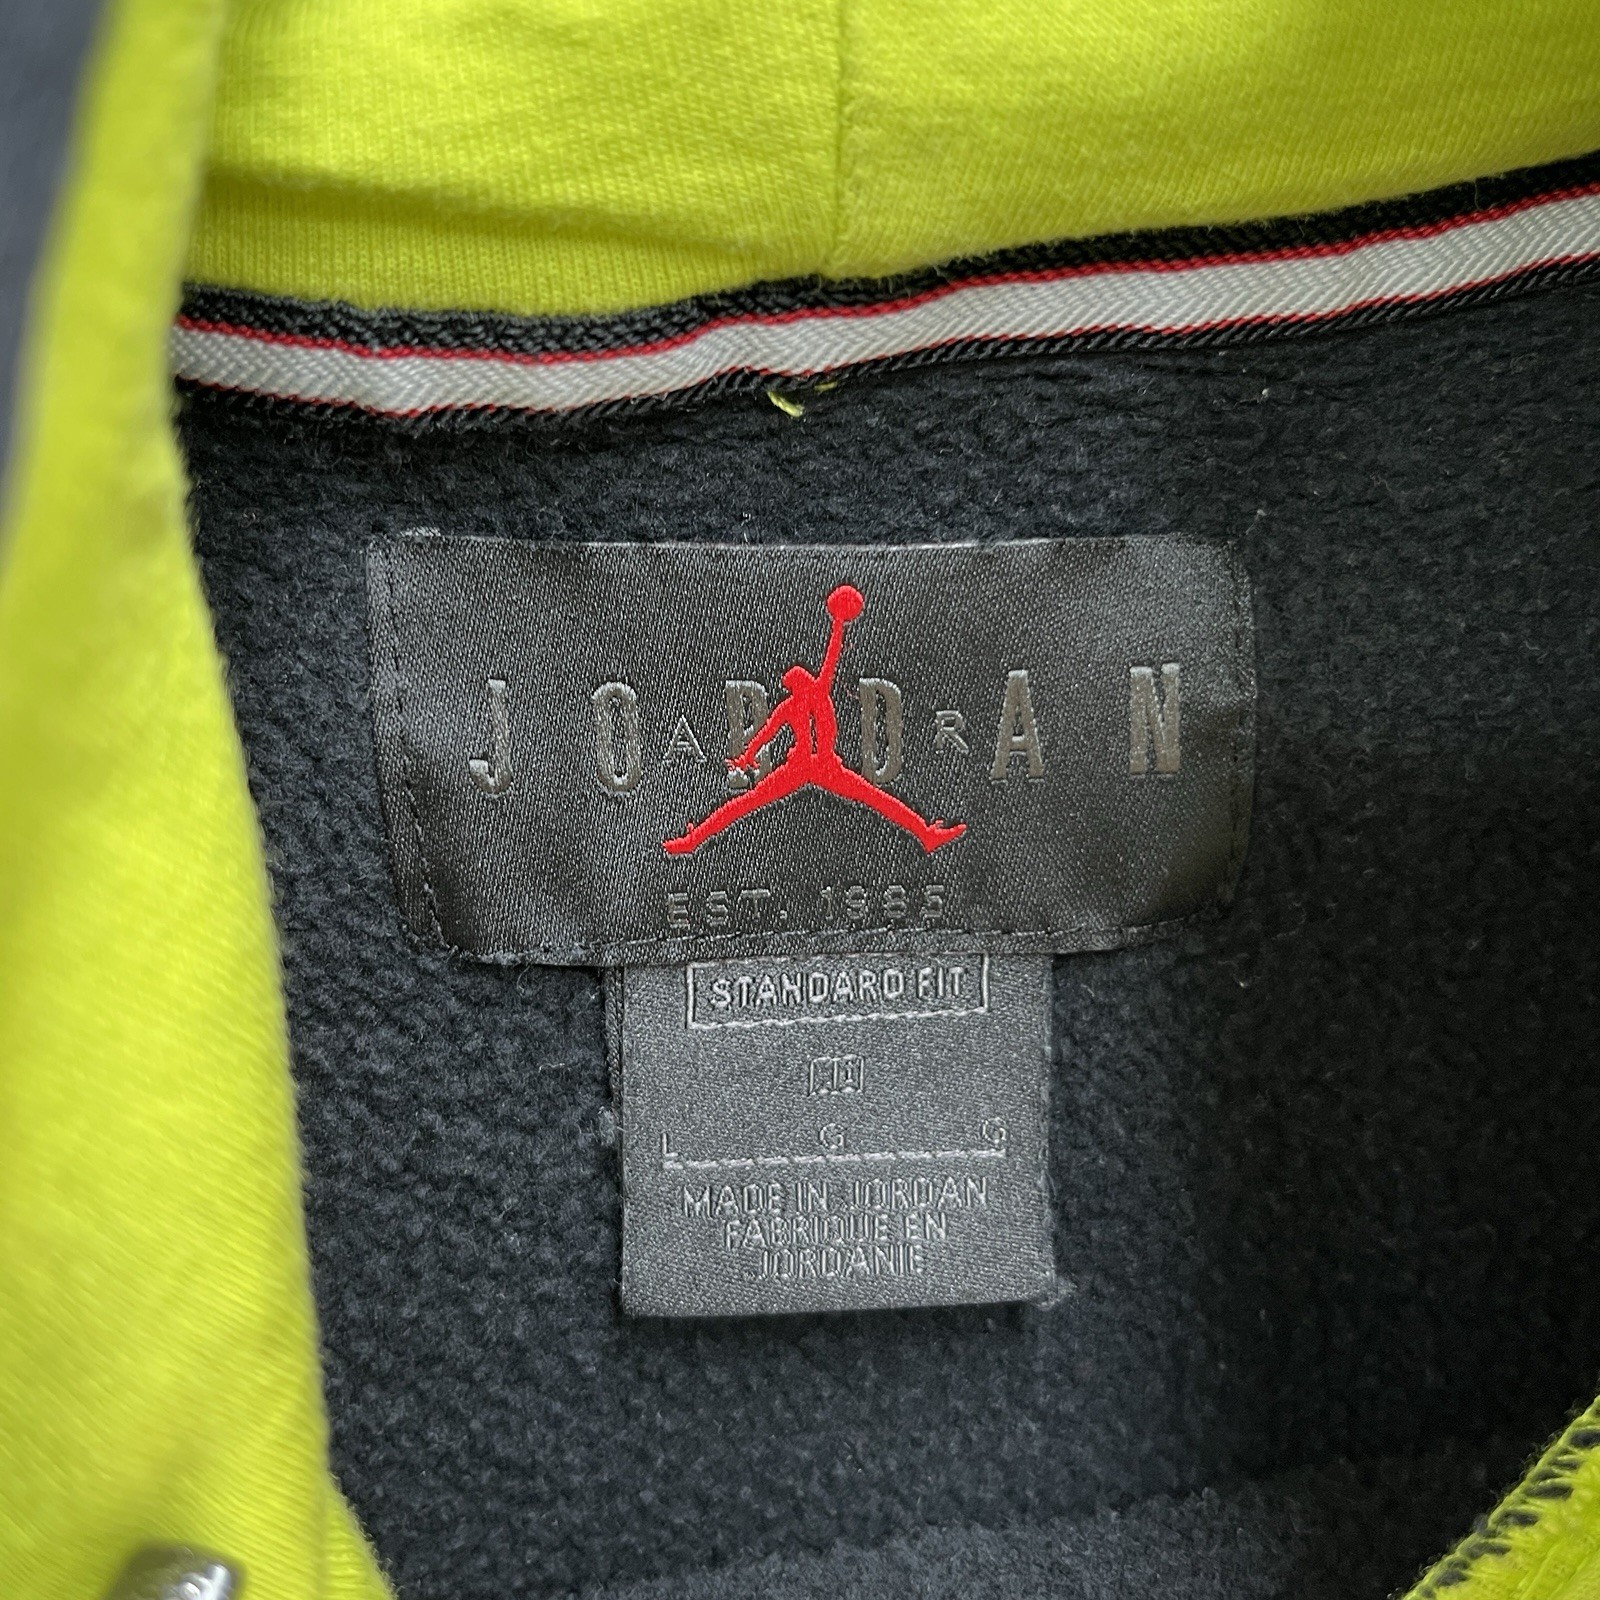 JORDAN
AIR
EST. 1985
STANDARD FIT
L G G
MADE IN JORDAN
FABRIQUE EN
JORDANIE